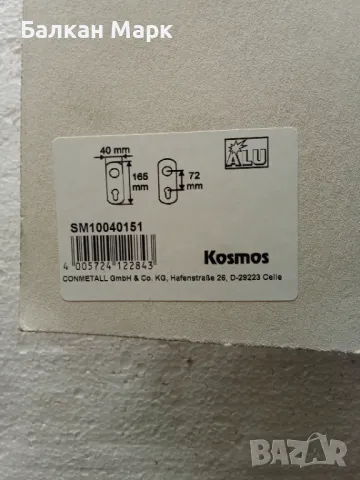 Балкан Марк
40 mm
165
mm
72
mm
ALU
SM10040151
4 005724 122843
Kosmos
CONMETALL GmbH & Co. KG, Hafenstraße 26, D-29223 Celle
BAZAR